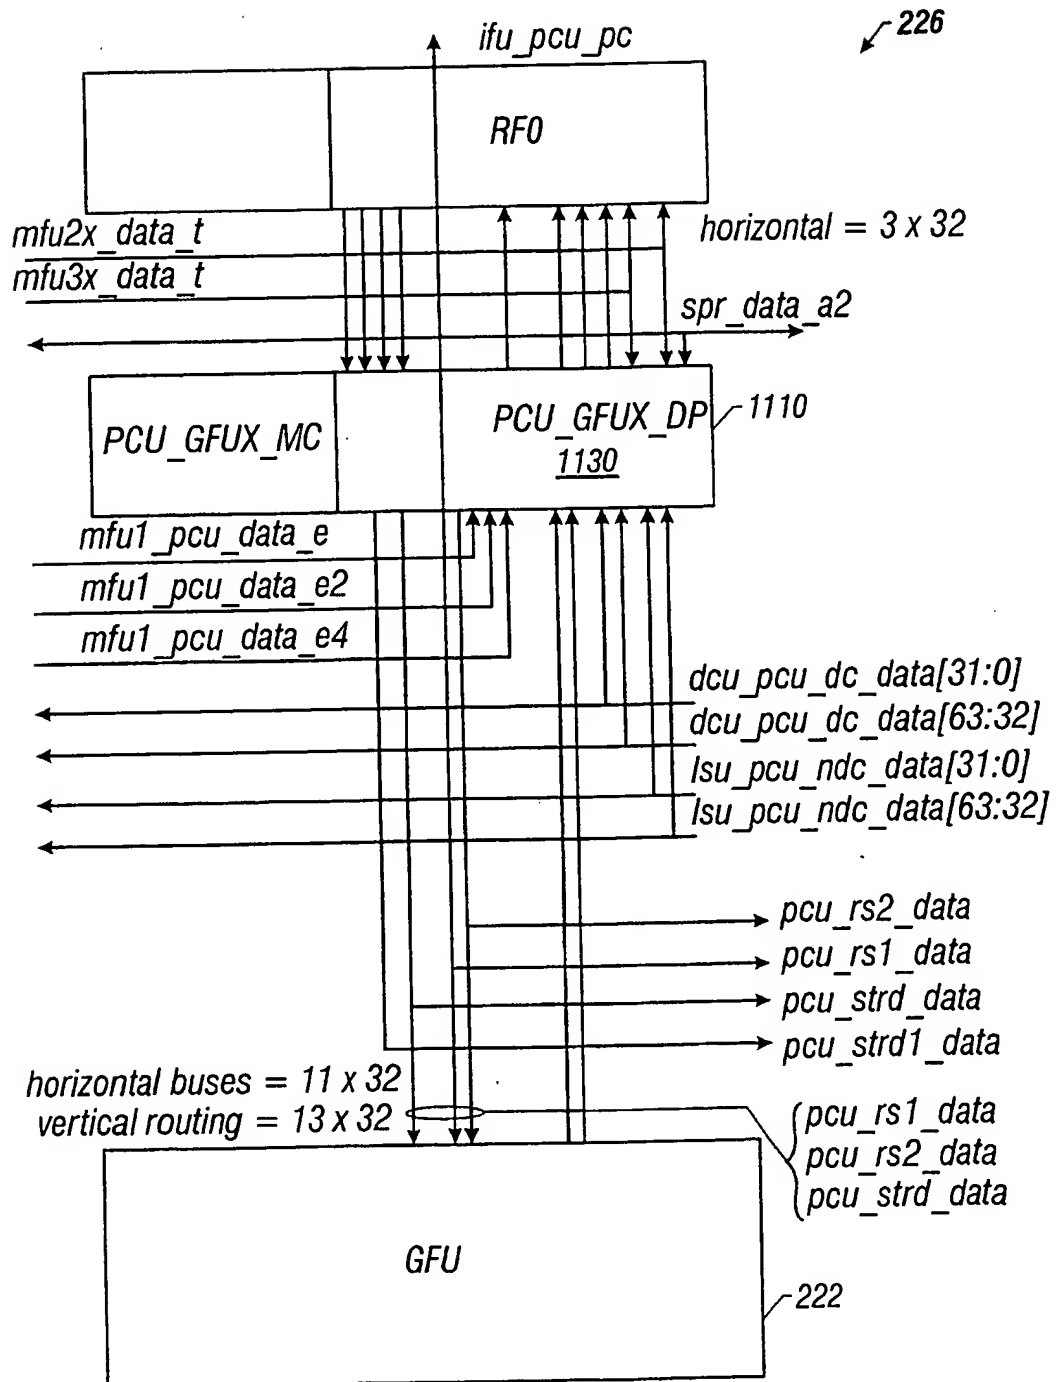 226
ifu_pcu_pc
RF0
mfu2x_data_t
horizontal = 3 x 32
mfu3x_data_t
spr_data_a2
PCU_GFUX_MC
PCU_GFUX_DP
1110
1130
mfu1_pcu_data_e
mfu1_pcu_data_e2
mfu1_pcu_data_e4
dcu_pcu_dc_data[31:0]
dcu_pcu_dc_data[63:32]
lsu_pcu_ndc_data[31:0]
lsu_pcu_ndc_data[63:32]
pcu_rs2_data
pcu_rs1_data
pcu_strd_data
pcu_strd1_data
horizontal buses = 11 x 32
vertical routing = 13 x 32
pcu_rs1_data
pcu_rs2_data
pcu_strd_data
GFU
222